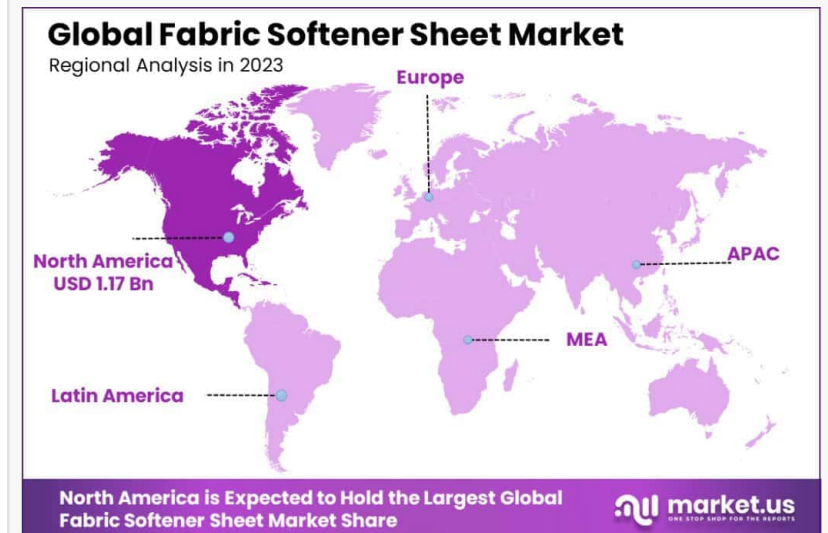 Global Fabric Softener Sheet Market
Regional Analysis in 2023
Europe
North America
USD 1.17 Bn
APAC
MEA
Latin America
North America is Expected to Hold the Largest Global
Fabric Softener Sheet Market Share
market.us
ONE STOP SHOP FOR THE REPORTS